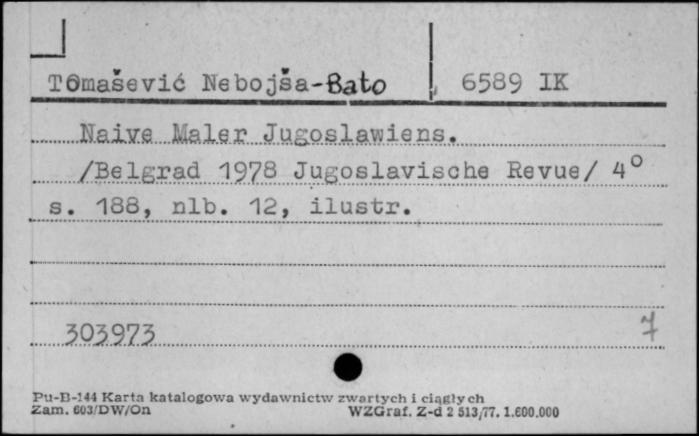 Tomašević Nebojša-Bato 6589 IK
Naive Maler Jugoslawiens.
/Belgrad 1978 Jugoslavische Revue/ 4°
s. 188, nlb. 12, ilustr.
303973 7
Pu-B-144 Karta katalogowa wydawnictw zwartych i ciągłych
Zam. 603/DW/On WZGraf. Z-d 2 513/77. 1.600.000